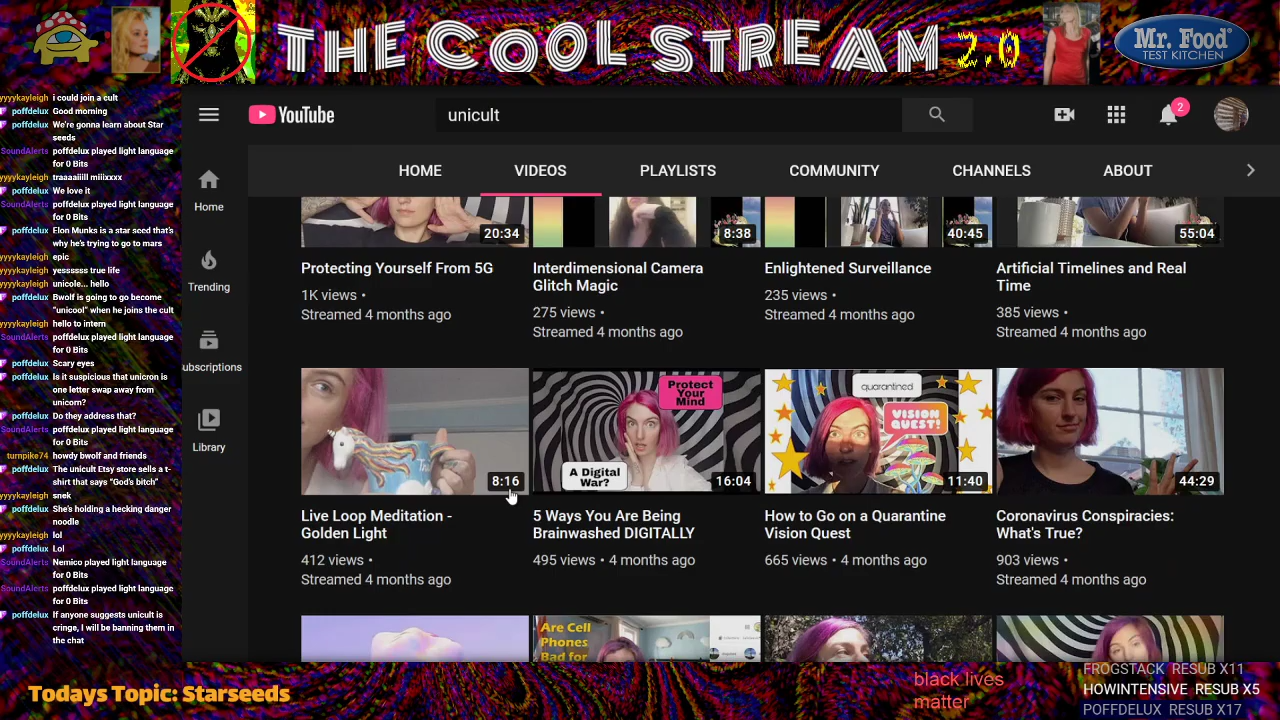 THE COOL STREAM 2.0
Mr. Food
TEST KITCHEN
yyyykayleigh i could join a cult
poffdelux Good morning
poffdelux We're gonna learn about Star
seeds
SoundAlerts poffdelux played light language
for 0 Bits
yyyykayleigh traaaaiiill miiixxxx
poffdelux We love it
SoundAlerts poffdelux played light language
for 0 Bits
poffdelux Elon Munks is a star seed that's
why he's trying to go to mars
yyyykayleigh epic
yyyykayleigh yessssss true life
yyyykayleigh unicole... hello
poffdelux Bwolf is going to go become
"unicool" when he joins the cult
yyyykayleigh hello to intern
SoundAlerts poffdelux played light language
for 0 Bits
poffdelux Scary eyes
poffdelux Is it suspicious that unicron is
one letter swap away from
unicorn?
poffdelux Do they address that?
SoundAlerts poffdelux played light language
for 0 Bits
turnpike74 howdy bwolf and friends
poffdelux The unicult Etsy store sells a t-
shirt that says "God's bitch"
yyyykayleigh snek
poffdelux She's holding a hecking danger
noodle
yyyykayleigh lol
poffdelux Lol
SoundAlerts Nemico played light language
for 0 Bits
SoundAlerts poffdelux played light language
for 0 Bits
poffdelux If anyone suggests unicult is
cringe, I will be banning them in
the chat
YouTube
unicult
2
Home
Trending
ubscriptions
Library
HOME VIDEOS PLAYLISTS COMMUNITY CHANNELS ABOUT
20:34 8:38 40:45 55:04
Protecting Yourself From 5G
1K views •
Streamed 4 months ago
Interdimensional Camera
Glitch Magic
275 views •
Streamed 4 months ago
Enlightened Surveillance
235 views •
Streamed 4 months ago
Artificial Timelines and Real
Time
385 views •
Streamed 4 months ago
8:16
Live Loop Meditation -
Golden Light
412 views •
Streamed 4 months ago
Protect
Your
Mind
A Digital
War?
16:04
5 Ways You Are Being
Brainwashed DIGITALLY
495 views • 4 months ago
quarantined
VISION
QUEST!
11:40
How to Go on a Quarantine
Vision Quest
665 views • 4 months ago
44:29
Coronavirus Conspiracies:
What's True?
903 views •
Streamed 4 months ago
Are Cell
Phones
Bad for
Todays Topic: Starseeds
black lives
matter
FROGSTACK RESUB X11
HOWINTENSIVE RESUB X5
POFFDELUX RESUB X17